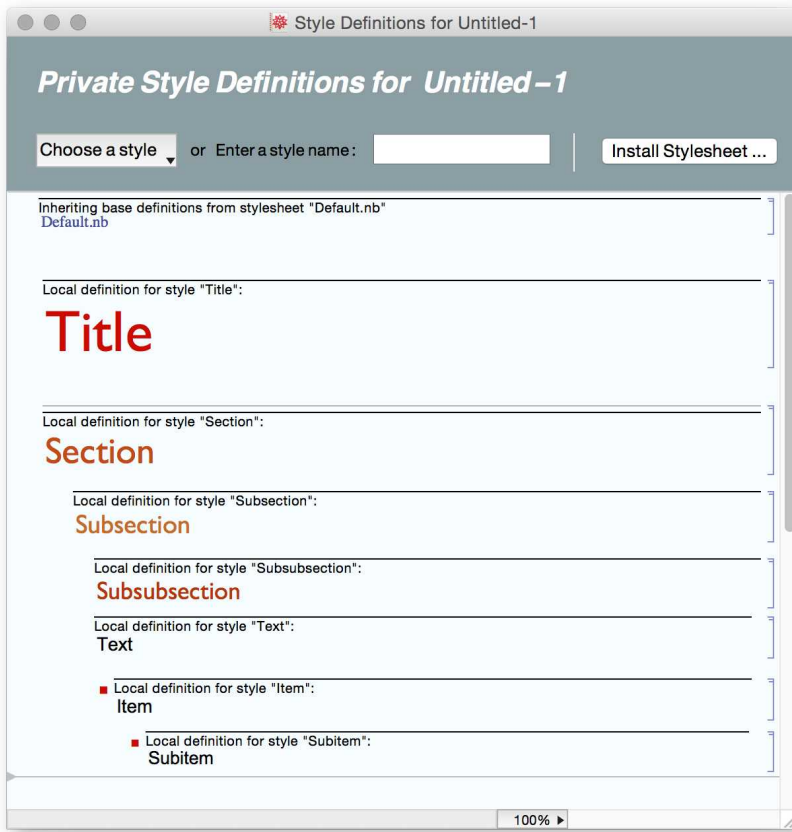 Style Definitions for Untitled-1
Private Style Definitions for Untitled–1
Choose a style or Enter a style name: Install Stylesheet ...
Inheriting base definitions from stylesheet "Default.nb"
Default.nb
Local definition for style "Title":
Title
Local definition for style "Section":
Section
Local definition for style "Subsection":
Subsection
Local definition for style "Subsubsection":
Subsubsection
Local definition for style "Text":
Text
Local definition for style "Item":
Item
Local definition for style "Subitem":
Subitem
100%